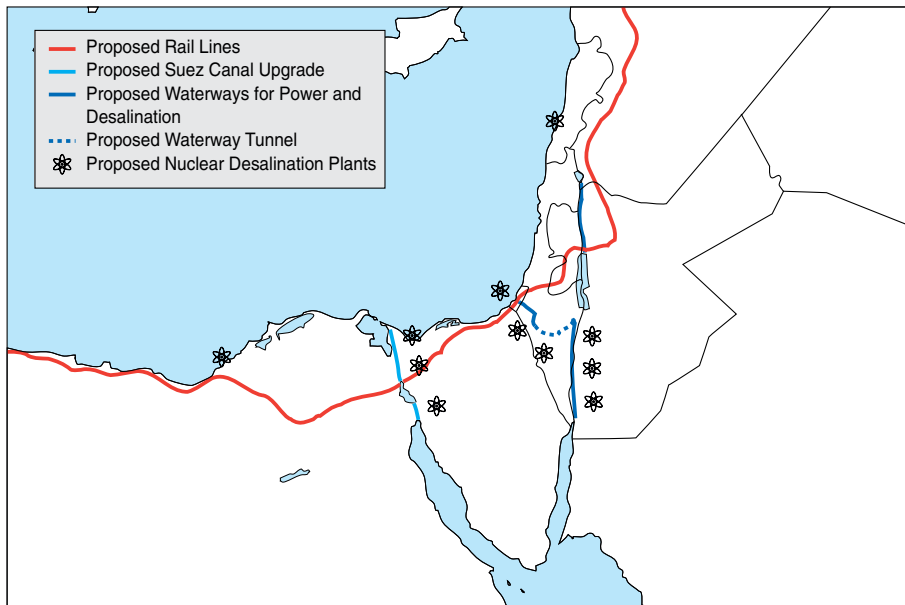 Proposed Rail Lines
Proposed Suez Canal Upgrade
Proposed Waterways for Power and
Desalination
Proposed Waterway Tunnel
Proposed Nuclear Desalination Plants